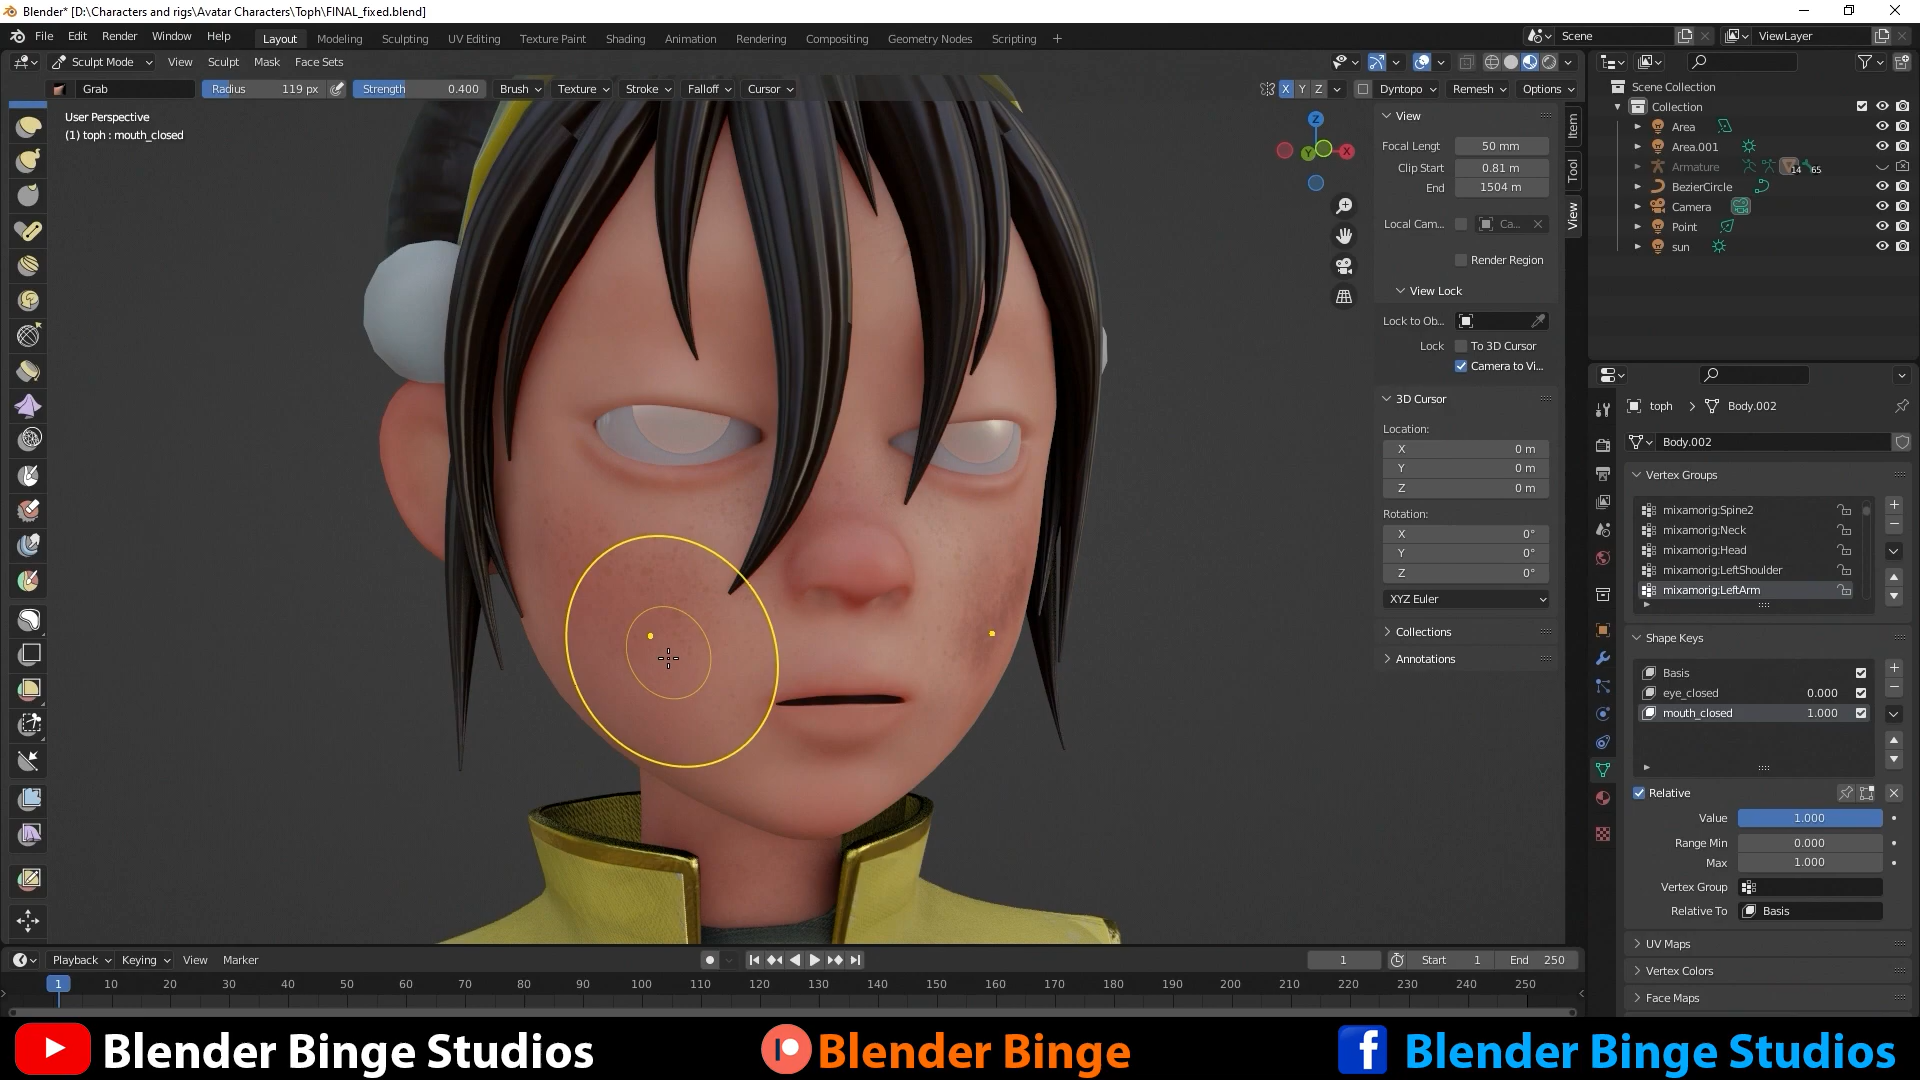 Blender* [D:\Characters and rigs\Avatar Characters\Toph\FINAL_fixed.blend]
File Edit Render Window Help Layout Modeling Sculpting UV Editing Texture Paint Shading Animation Rendering Compositing Geometry Nodes Scripting + Scene ViewLayer
Sculpt Mode View Sculpt Mask Face Sets
Grab Radius 119 px Strength 0.400 Brush Texture Stroke Falloff Cursor X Y Z Dyntopo Remesh Options
User Perspective
(1) toph : mouth_closed
Z
Y X
View
Focal Lengt 50 mm
Clip Start 0.81 m
End 1504 m
Local Cam... Ca...
Render Region
View Lock
Lock to Ob...
Lock To 3D Cursor
Camera to Vi...
3D Cursor
Location:
X 0 m
Y 0 m
Z 0 m
Rotation:
X 0°
Y 0°
Z 0°
XYZ Euler
Collections
Annotations
Item
Tool
View
Scene Collection
Collection
Area
Area.001
Armature 14 65
BezierCircle
Camera
Point
sun
toph > Body.002
Body.002
Vertex Groups
mixamorig:Spine2
mixamorig:Neck
mixamorig:Head
mixamorig:LeftShoulder
mixamorig:LeftArm
Shape Keys
Basis
eye_closed 0.000
mouth_closed 1.000
Relative
Value 1.000
Range Min 0.000
Max 1.000
Vertex Group
Relative To Basis
UV Maps
Vertex Colors
Face Maps
Playback Keying View Marker 1 Start 1 End 250
1 10 20 30 40 50 60 70 80 90 100 110 120 130 140 150 160 170 180 190 200 210 220 230 240 250
Blender Binge Studios Blender Binge Blender Binge Studios